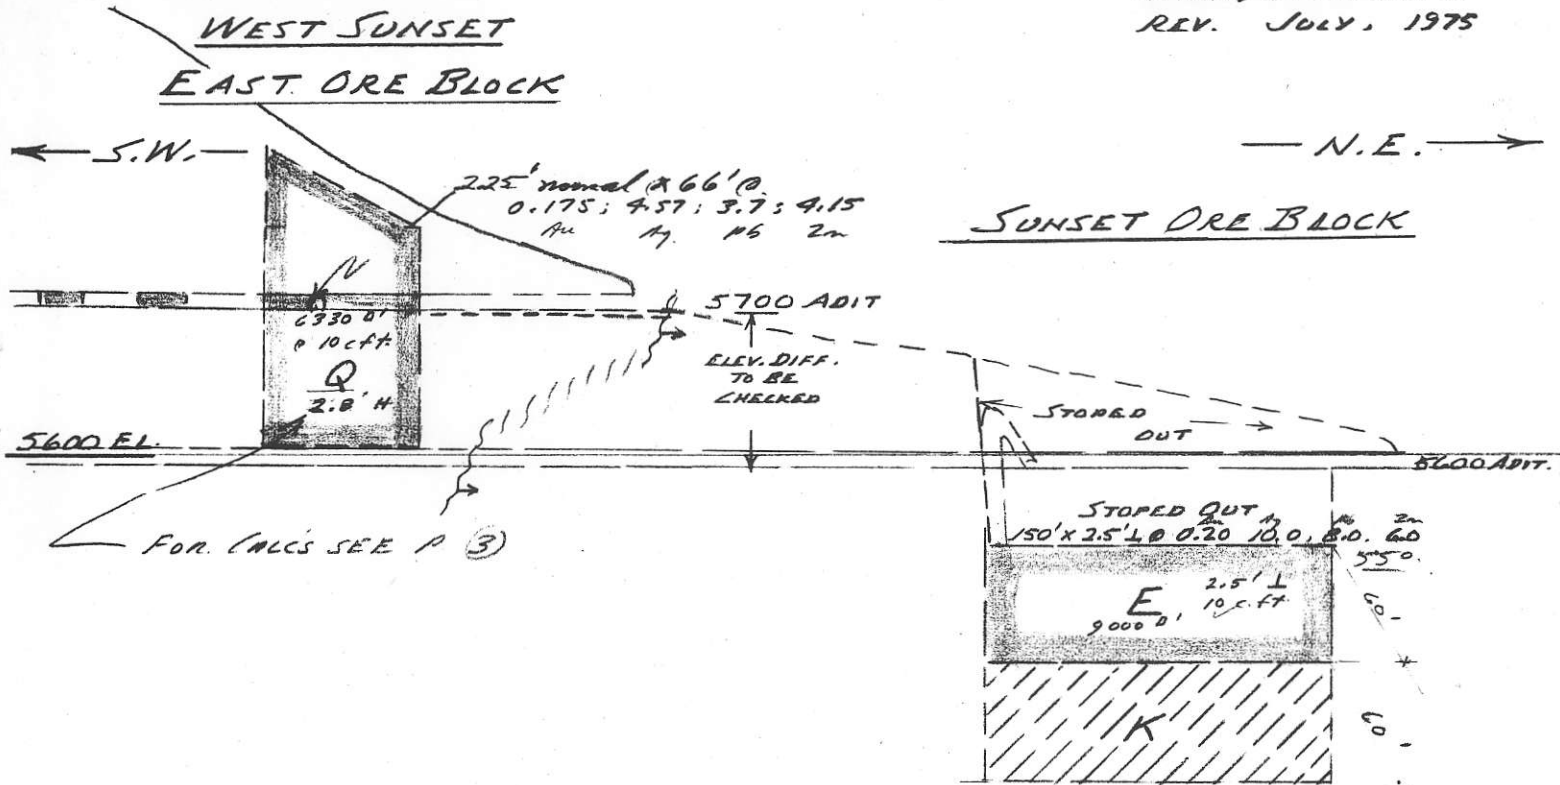 REV. JULY, 1975
WEST SUNSET
EAST ORE BLOCK
S.W.
N.E.
2.25' normal x 66' @
0.175; 4.57; 3.7; 4.15
Au Ag. Pb Zn
SUNSET ORE BLOCK
N
5700 ADIT
6330 □'
@ 10 c ft.
Q
2.8' H
ELEV. DIFF.
TO BE
CHECKED
STOPED
OUT
5600 EL.
5600 ADIT.
FOR CALCS SEE P 3
STOPED OUT
Au Ag Pb Zn
150' x 2.5' ⊥ @ 0.20 10.0, 8.0. 6.0
550.
E
2.5' ⊥
10 c. ft.
9000 □'
60'
K
60'